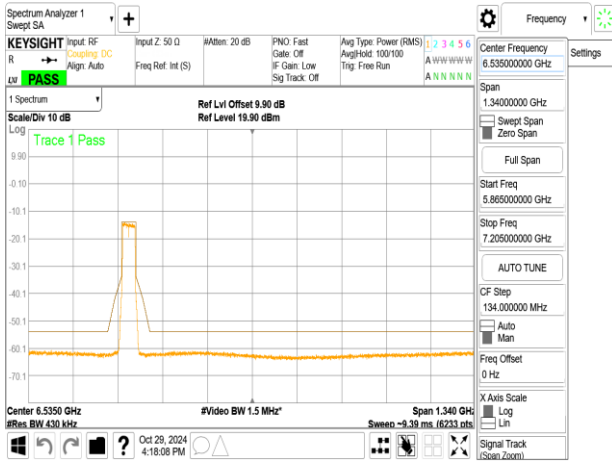 Spectrum Analyzer 1
Swept SA
+
Frequency
KEYSIGHT
R
LXI
PASS
Input: RF
Coupling: DC
Align: Auto
Input Z: 50 Ω
Freq Ref: Int (S)
#Atten: 20 dB
PNO: Fast
Gate: Off
IF Gain: Low
Sig Track: Off
Avg Type: Power (RMS)
Avg|Hold: 100/100
Trig: Free Run
1 2 3 4 5 6
A W W W W W
A N N N N N
1 Spectrum
Scale/Div 10 dB
Log
Ref Lvl Offset 9.90 dB
Ref Level 19.90 dBm
Trace 1 Pass
9.90
-0.10
-10.1
-20.1
-30.1
-40.1
-50.1
-60.1
-70.1
Center 6.5350 GHz
#Res BW 430 kHz
#Video BW 1.5 MHz*
Span 1.340 GHz
Sweep ~9.39 ms (6233 pts
Center Frequency
6.535000000 GHz
Settings
Span
1.34000000 GHz
Swept Span
Zero Span
Full Span
Start Freq
5.865000000 GHz
Stop Freq
7.205000000 GHz
AUTO TUNE
CF Step
134.000000 MHz
Auto
Man
Freq Offset
0 Hz
X Axis Scale
Log
Lin
Signal Track
(Span Zoom)
?
Oct 29, 2024
4:18:08 PM